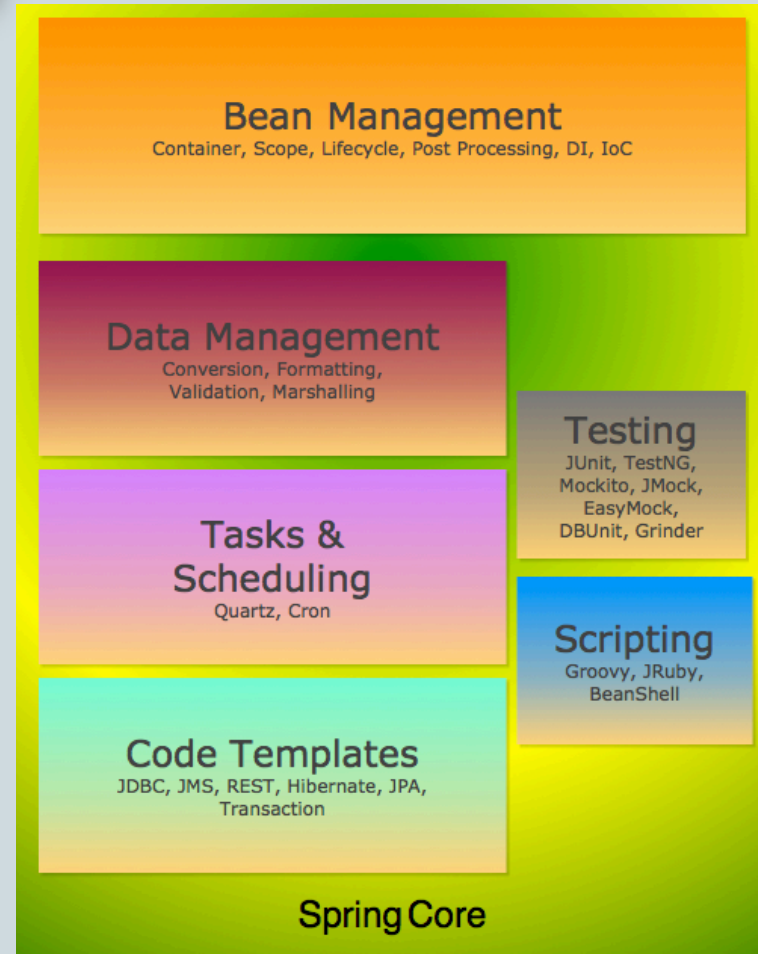 Bean Management
Container, Scope, Lifecycle, Post Processing, DI, IoC
Data Management
Conversion, Formatting,
Validation, Marshalling
Testing
JUnit, TestNG,
Mockito, JMock,
EasyMock,
DBUnit, Grinder
Tasks &
Scheduling
Quartz, Cron
Scripting
Groovy, JRuby,
BeanShell
Code Templates
JDBC, JMS, REST, Hibernate, JPA,
Transaction
Spring Core